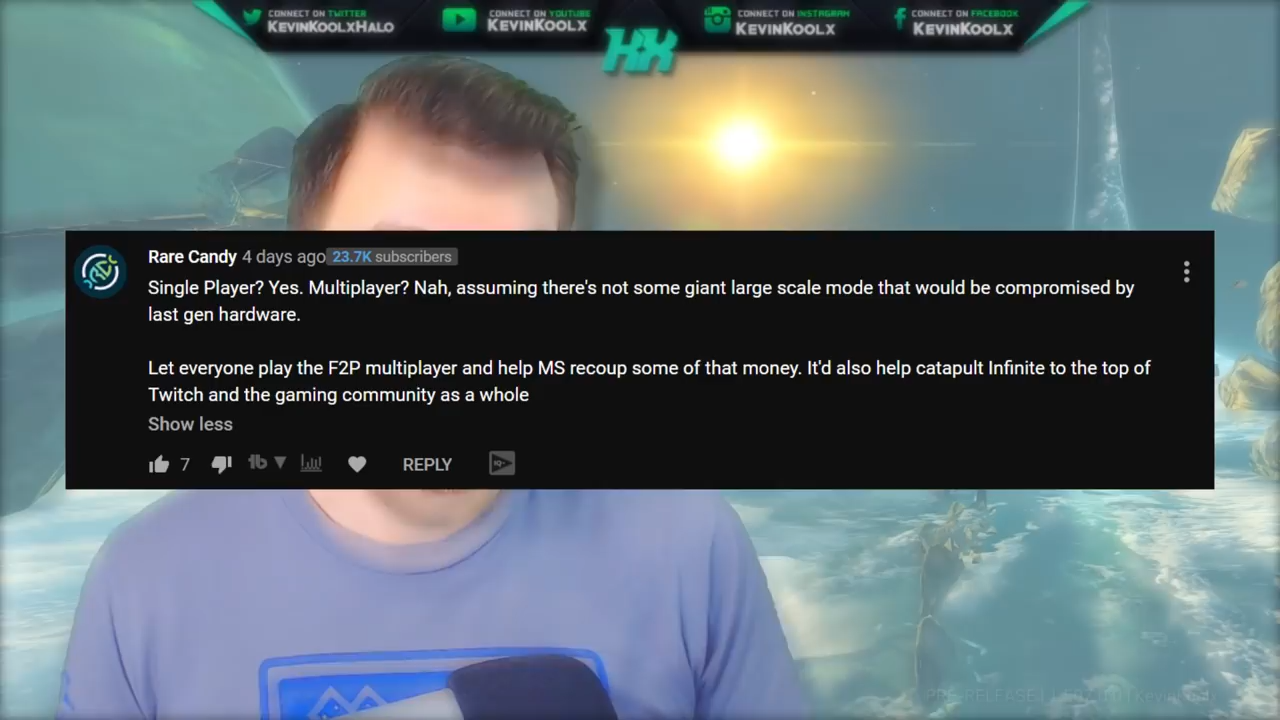 CONNECT ON TWITTER
KEVINKOOLXHALO
CONNECT ON YOUTUBE
KEVINKOOLX
CONNECT ON INSTAGRAM
KEVINKOOLX
CONNECT ON FACEBOOK
KEVINKOOLX
Rare Candy 4 days ago 23.7K subscribers
Single Player? Yes. Multiplayer? Nah, assuming there's not some giant large scale mode that would be compromised by
last gen hardware.
Let everyone play the F2P multiplayer and help MS recoup some of that money. It'd also help catapult Infinite to the top of
Twitch and the gaming community as a whole
Show less
7
REPLY
PRE-RELEASE